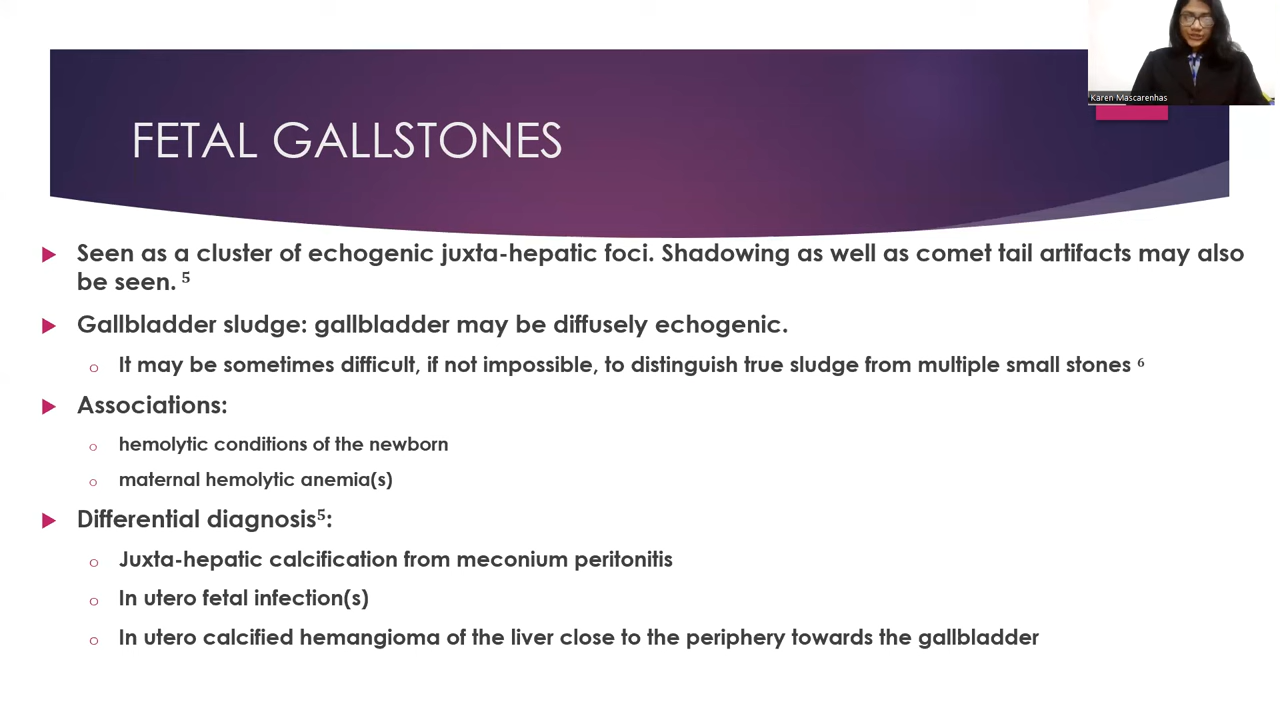 Karen Mascarenhas
FETAL GALLSTONES
Seen as a cluster of echogenic juxta-hepatic foci. Shadowing as well as comet tail artifacts may also
be seen. ⁵
Gallbladder sludge: gallbladder may be diffusely echogenic.
It may be sometimes difficult, if not impossible, to distinguish true sludge from multiple small stones ⁶
Associations:
hemolytic conditions of the newborn
maternal hemolytic anemia(s)
Differential diagnosis⁵:
Juxta-hepatic calcification from meconium peritonitis
In utero fetal infection(s)
In utero calcified hemangioma of the liver close to the periphery towards the gallbladder